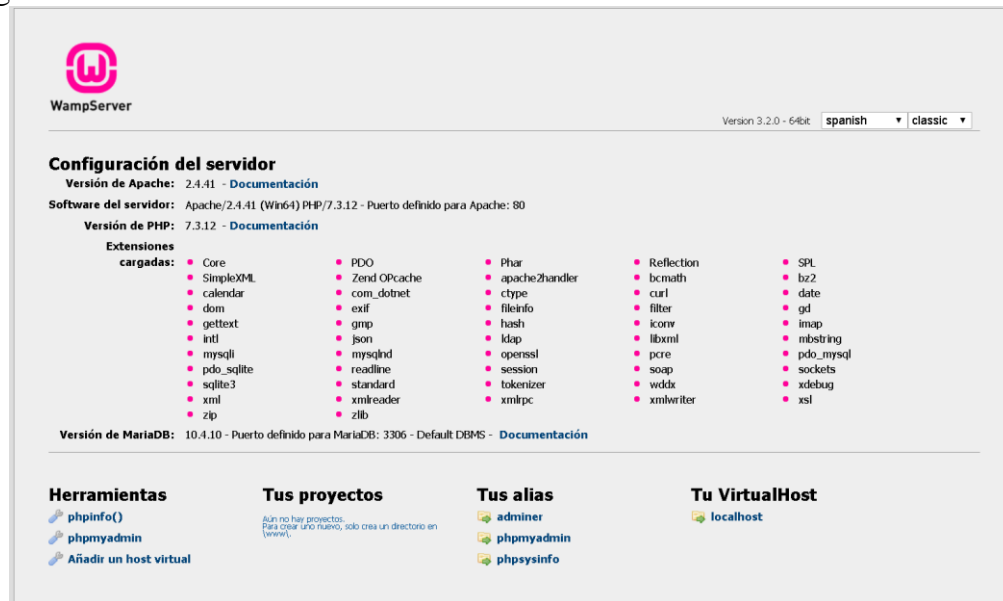 WampServer
Version 3.2.0 - 64bit spanish classic
Configuración del servidor
Versión de Apache: 2.4.41 - Documentación
Software del servidor: Apache/2.4.41 (Win64) PHP/7.3.12 - Puerto definido para Apache: 80
Versión de PHP: 7.3.12 - Documentación
Extensiones
cargadas: Core PDO Phar Reflection SPL
SimpleXML Zend OPcache apache2handler bcmath bz2
calendar com_dotnet ctype curl date
dom exif fileinfo filter gd
gettext gmp hash iconv imap
intl json ldap libxml mbstring
mysqli mysqlnd openssl pcre pdo_mysql
pdo_sqlite readline session soap sockets
sqlite3 standard tokenizer wddx xdebug
xml xmlreader xmlrpc xmlwriter xsl
zip zlib
Versión de MariaDB: 10.4.10 - Puerto definido para MariaDB: 3306 - Default DBMS - Documentación
Herramientas
phpinfo()
phpmyadmin
Añadir un host virtual
Tus proyectos
Aún no hay proyectos.
Para crear uno nuevo, solo crea un directorio en
\www\.
Tus alias
adminer
phpmyadmin
phpsysinfo
Tu VirtualHost
localhost